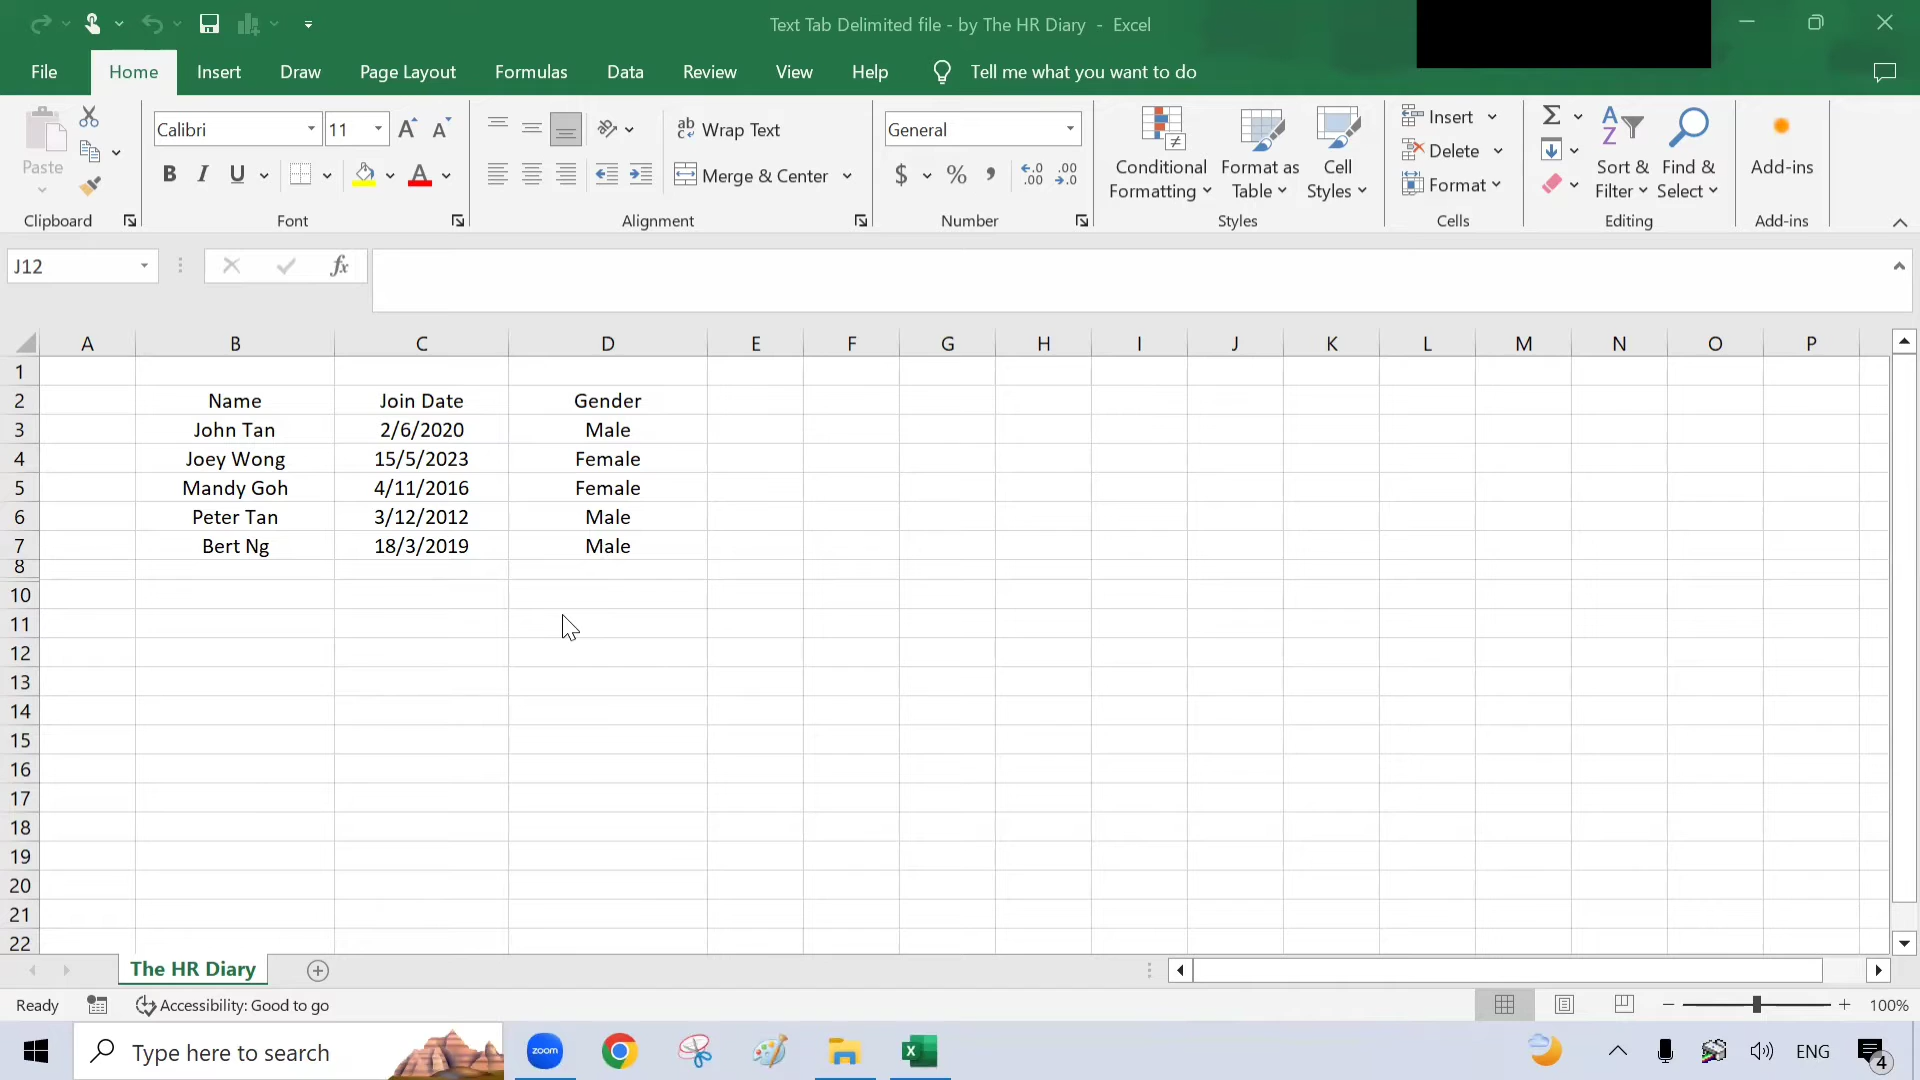 Text Tab Delimited file - by The HR Diary - Excel
File Home Insert Draw Page Layout Formulas Data Review View Help Tell me what you want to do
Calibri 11 A A ab c Wrap Text General Insert
Paste B I U A Merge & Center $ % , .0 .00 .00 .0 Conditional Formatting Format as Table Cell Styles Delete Format Σ A Z Sort & Filter Find & Select Add-ins
Clipboard Font Alignment Number Styles Cells Editing Add-ins
J12 fx
A B C D E F G H I J K L M N O P
1
2 Name Join Date Gender
3 John Tan 2/6/2020 Male
4 Joey Wong 15/5/2023 Female
5 Mandy Goh 4/11/2016 Female
6 Peter Tan 3/12/2012 Male
7 Bert Ng 18/3/2019 Male
8
10
11
12
13
14
15
16
17
18
19
20
21
22
The HR Diary
Ready Accessibility: Good to go 100%
Type here to search zoom X ENG 4